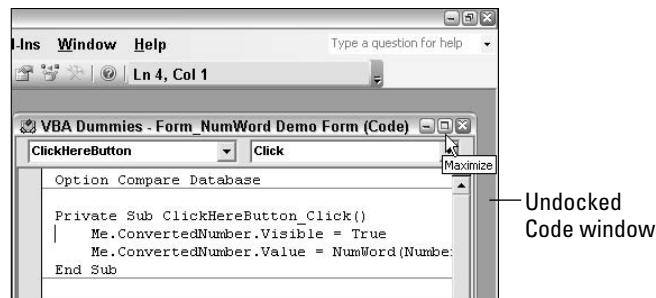 l-Ins Window Help Type a question for help
Ln 4, Col 1
VBA Dummies - Form_NumWord Demo Form (Code)
ClickHereButton Click
Maximize
Option Compare Database
Private Sub ClickHereButton_Click()
Me.ConvertedNumber.Visible = True
Me.ConvertedNumber.Value = NumWord(Number
End Sub
Undocked
Code window